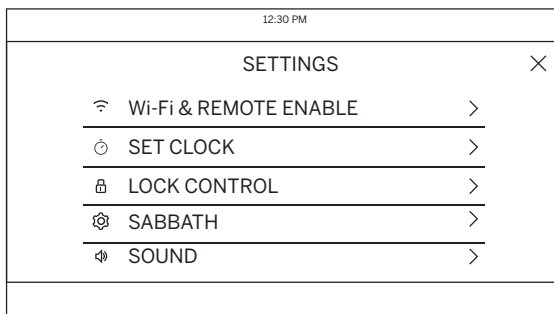 12:30 PM
SETTINGS
Wi-Fi & REMOTE ENABLE
SET CLOCK
LOCK CONTROL
SABBATH
SOUND